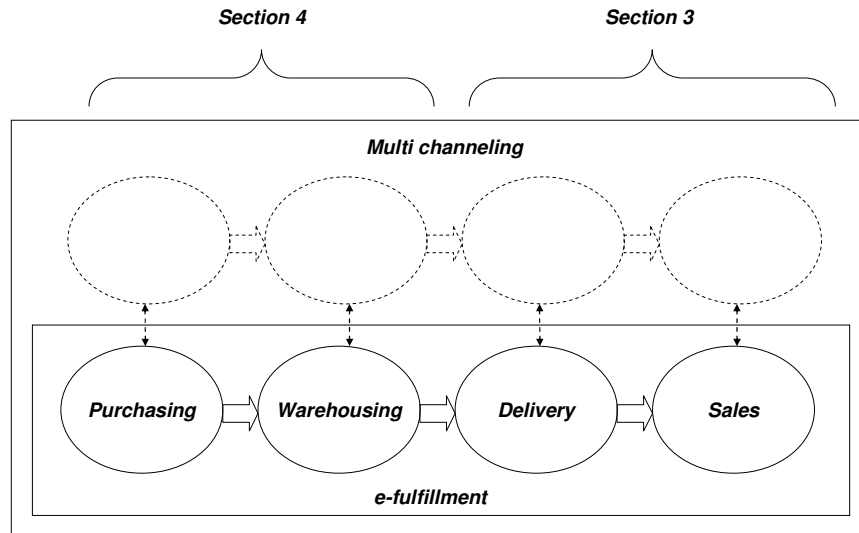 Section 4
Section 3
Multi channeling
Purchasing
Warehousing
Delivery
Sales
e-fulfillment